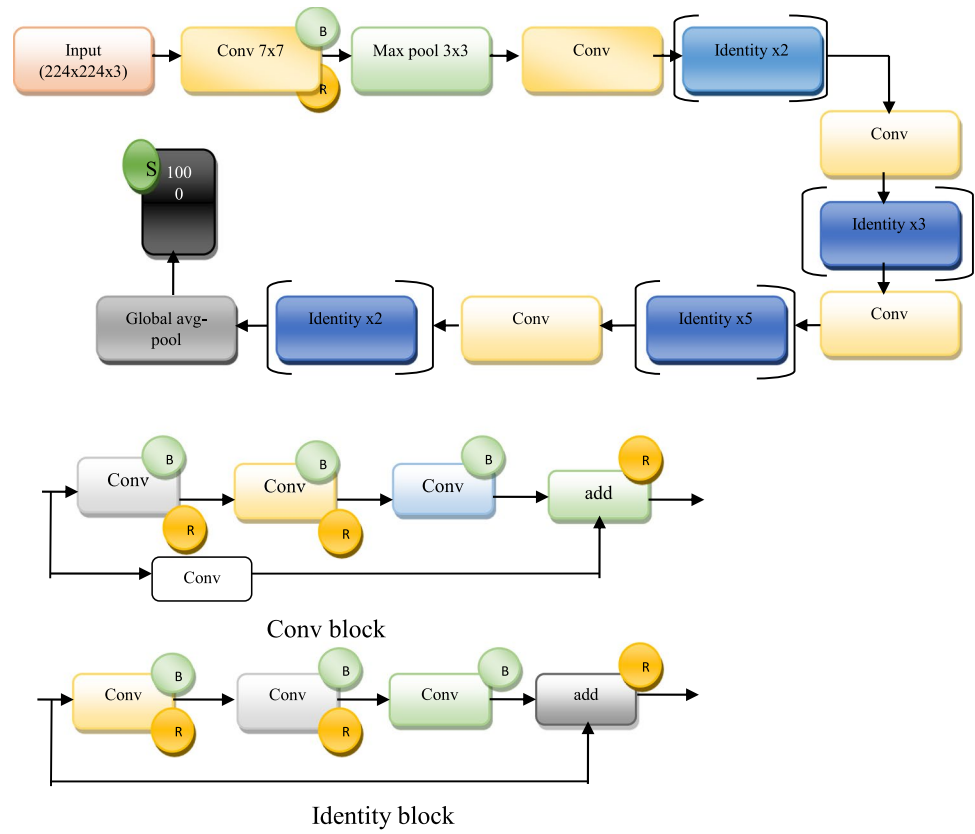 Input
(224x224x3)
Conv 7x7
B
R
Max pool 3x3
Conv
Identity x2
Conv
Identity x3
Conv
Identity x5
Conv
Identity x2
Global avg-
pool
S
100
0
Conv
B
R
Conv
B
R
Conv
B
add
R
Conv
Conv block
Conv
B
R
Conv
B
R
Conv
B
add
R
Identity block